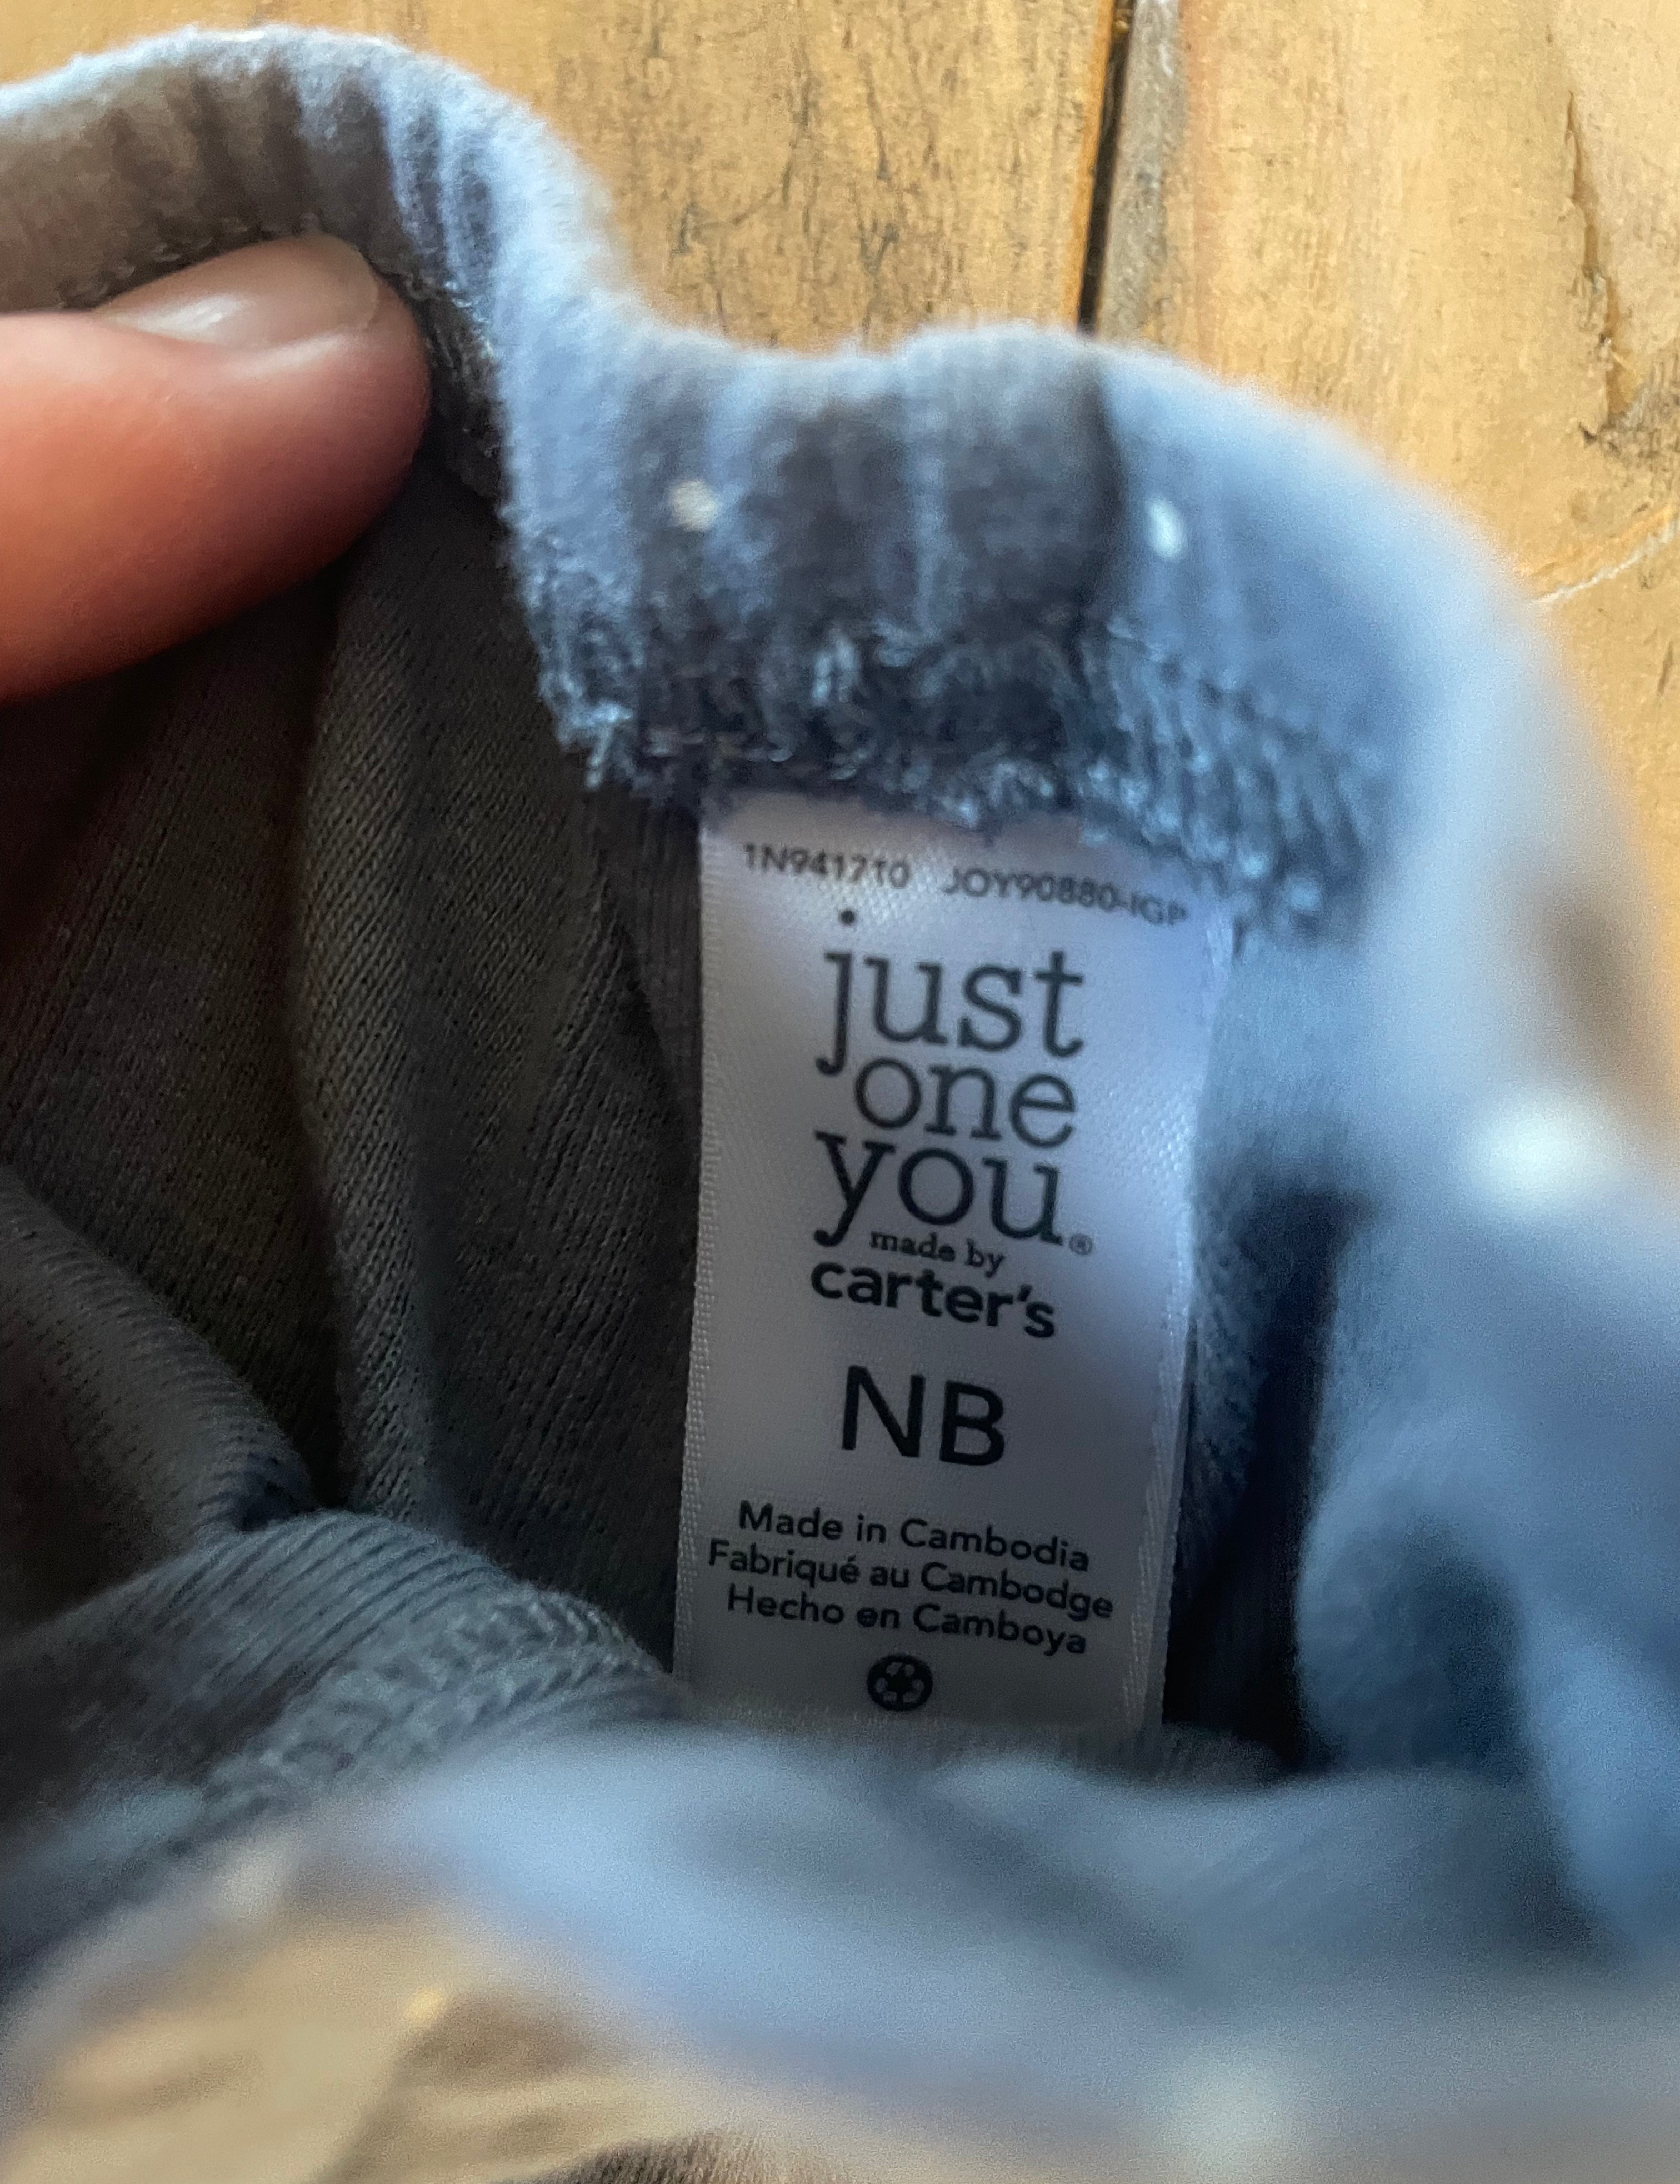 1N941710 JOY90880-IGP
just
one
you®
made by
carter's
NB
Made in Cambodia
Fabriqué au Cambodge
Hecho en Camboya